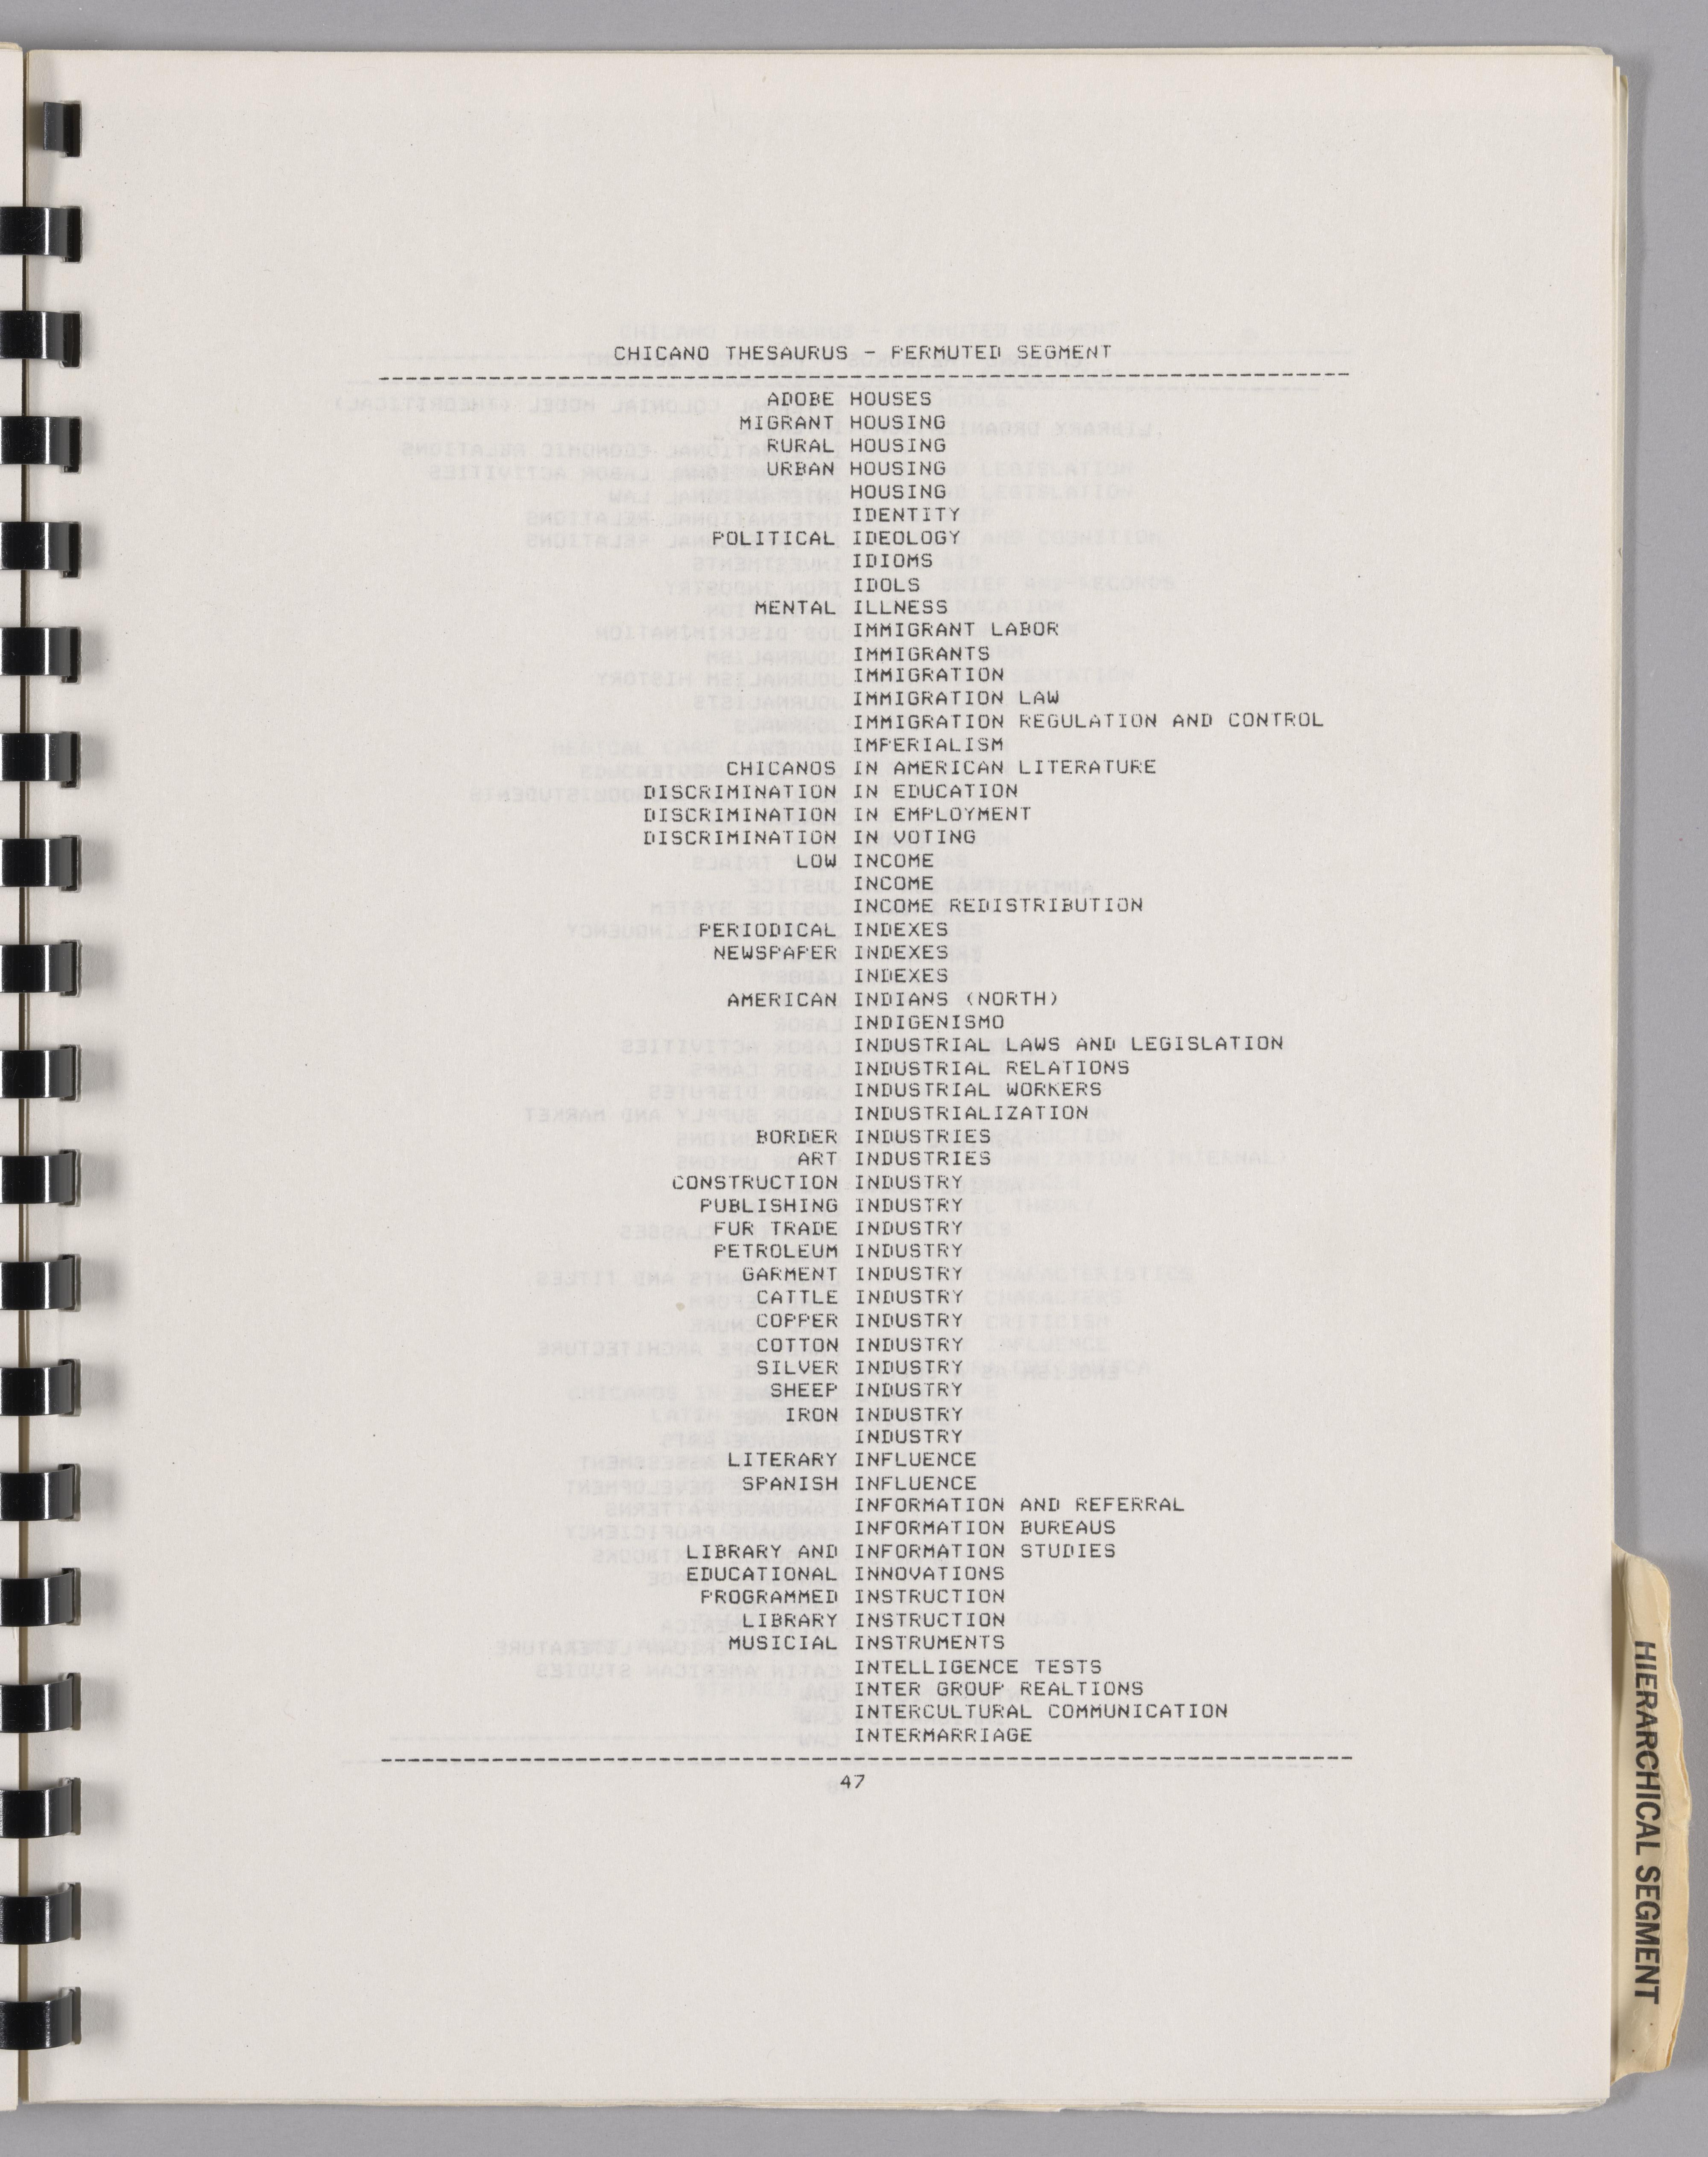 CHICANO THESAURUS - PERMUTED SEGMENT
ADOBE HOUSES
MIGRANT HOUSING
RURAL HOUSING
URBAN HOUSING
HOUSING
IDENTITY
POLITICAL IDEOLOGY
IDIOMS
IDOLS
MENTAL ILLNESS
IMMIGRANT LABOR
IMMIGRANTS
IMMIGRATION
IMMIGRATION LAW
IMMIGRATION REGULATION AND CONTROL
IMPERIALISM
CHICANOS IN AMERICAN LITERATURE
DISCRIMINATION IN EDUCATION
DISCRIMINATION IN EMPLOYMENT
DISCRIMINATION IN VOTING
LOW INCOME
INCOME
INCOME REDISTRIBUTION
PERIODICAL INDEXES
NEWSPAPER INDEXES
INDEXES
AMERICAN INDIANS (NORTH)
INDIGENISMO
INDUSTRIAL LAWS AND LEGISLATION
INDUSTRIAL RELATIONS
INDUSTRIAL WORKERS
INDUSTRIALIZATION
BORDER INDUSTRIES
ART INDUSTRIES
CONSTRUCTION INDUSTRY
PUBLISHING INDUSTRY
FUR TRADE INDUSTRY
PETROLEUM INDUSTRY
GARMENT INDUSTRY
CATTLE INDUSTRY
COPPER INDUSTRY
COTTON INDUSTRY
SILVER INDUSTRY
SHEEP INDUSTRY
IRON INDUSTRY
INDUSTRY
LITERARY INFLUENCE
SPANISH INFLUENCE
INFORMATION AND REFERRAL
INFORMATION BUREAUS
LIBRARY AND INFORMATION STUDIES
EDUCATIONAL INNOVATIONS
PROGRAMMED INSTRUCTION
LIBRARY INSTRUCTION
MUSICIAL INSTRUMENTS
INTELLIGENCE TESTS
INTER GROUP REALTIONS
INTERCULTURAL COMMUNICATION
INTERMARRIAGE
47
HIERARCHICAL SEGMENT